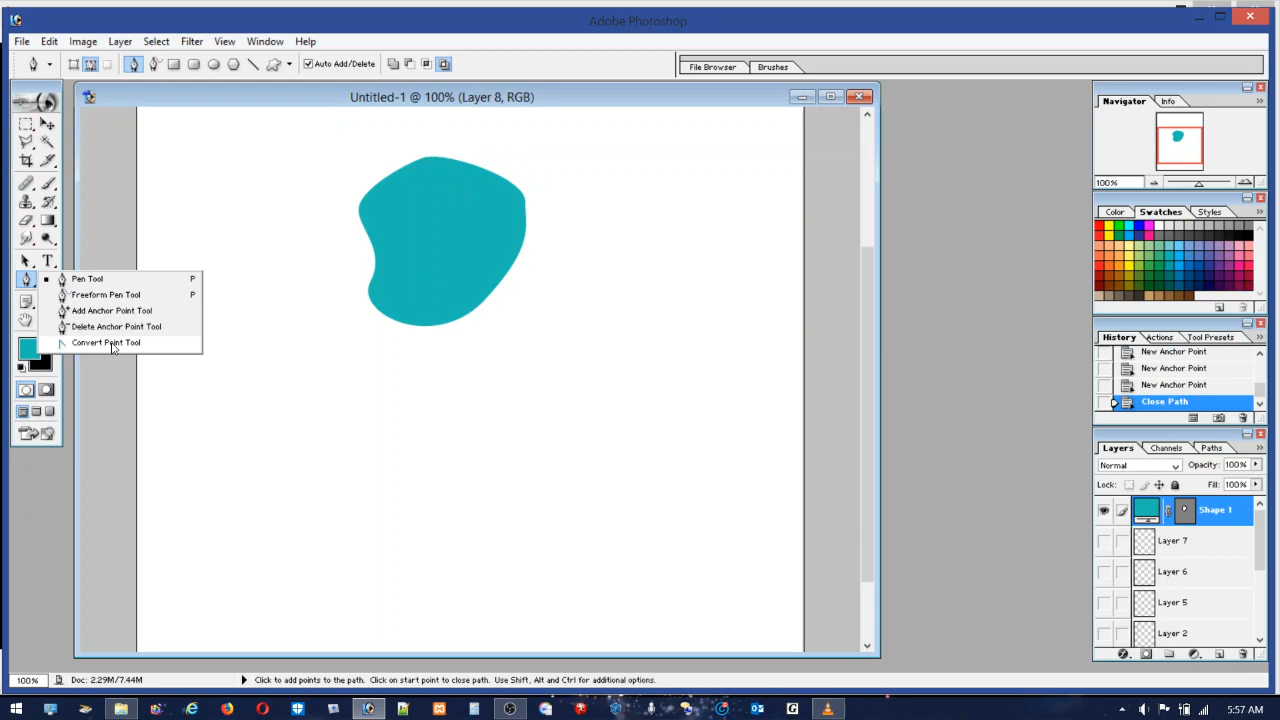 Adobe Photoshop
File Edit Image Layer Select Filter View Window Help
Auto Add/Delete
File Browser Brushes
Untitled-1 @ 100% (Layer 8, RGB)
Navigator Info
100%
Color Swatches Styles
T
Pen Tool P
Freeform Pen Tool P
Add Anchor Point Tool
Delete Anchor Point Tool
Convert Point Tool
History Actions Tool Presets
New Anchor Point
New Anchor Point
New Anchor Point
Close Path
Layers Channels Paths
Normal Opacity: 100%
Lock: Fill: 100%
Shape 1
Layer 7
Layer 6
Layer 5
Layer 2
100% Doc: 2.29M/7.44M Click to add points to the path. Click on start point to close path. Use Shift, Alt and Ctrl for additional options.
5:57 AM